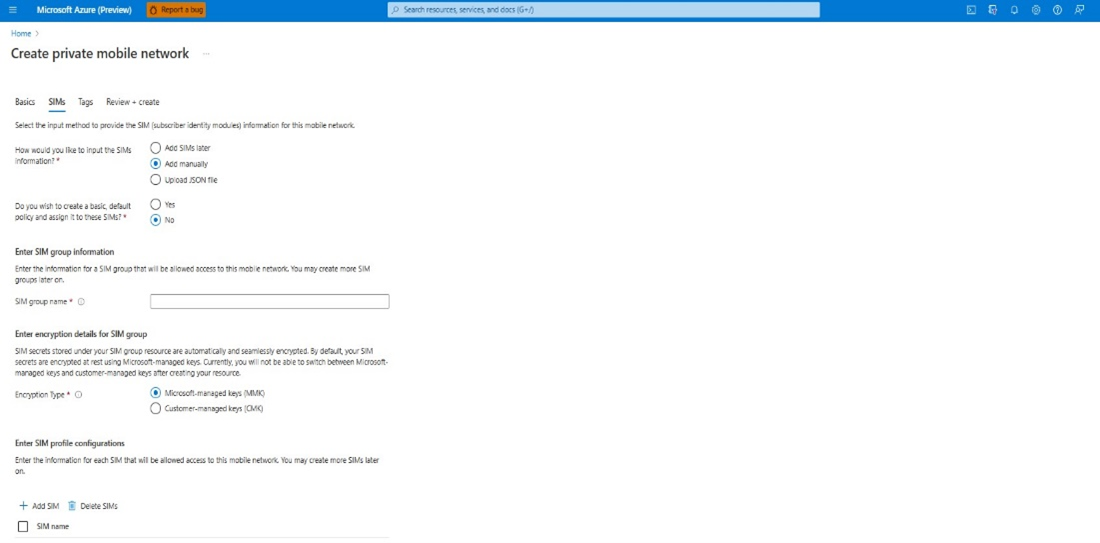 Microsoft Azure (Preview) Report a bug Search resources, services, and docs (G+/)
Home >
Create private mobile network ...
Basics SIMs Tags Review + create
Select the input method to provide the SIM (subscriber identity modules) information for this mobile network.
How would you like to input the SIMs
information? *
Add SIMs later
Add manually
Upload JSON file
Do you wish to create a basic, default
policy and assign it to these SIMs? *
Yes
No
Enter SIM group information
Enter the information for a SIM group that will be allowed access to this mobile network. You may create more SIM
groups later on.
SIM group name *
Enter encryption details for SIM group
SIM secrets stored under your SIM group resource are automatically and seamlessly encrypted. By default, your SIM
secrets are encrypted at rest using Microsoft-managed keys. Currently, you will not be able to switch between Microsoft-
managed keys and customer-managed keys after creating your resource.
Encryption Type *
Microsoft-managed keys (MMK)
Customer-managed keys (CMK)
Enter SIM profile configurations
Enter the information for each SIM that will be allowed access to this mobile network. You may create more SIMs later
on.
+ Add SIM Delete SIMs
SIM name